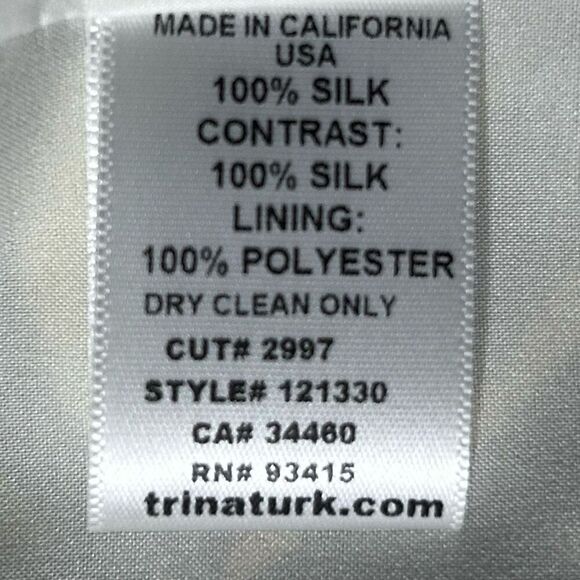 MADE IN CALIFORNIA
USA
100% SILK
CONTRAST:
100% SILK
LINING:
100% POLYESTER
DRY CLEAN ONLY
CUT# 2997
STYLE# 121330
CA# 34460
RN# 93415
trinaturk.com